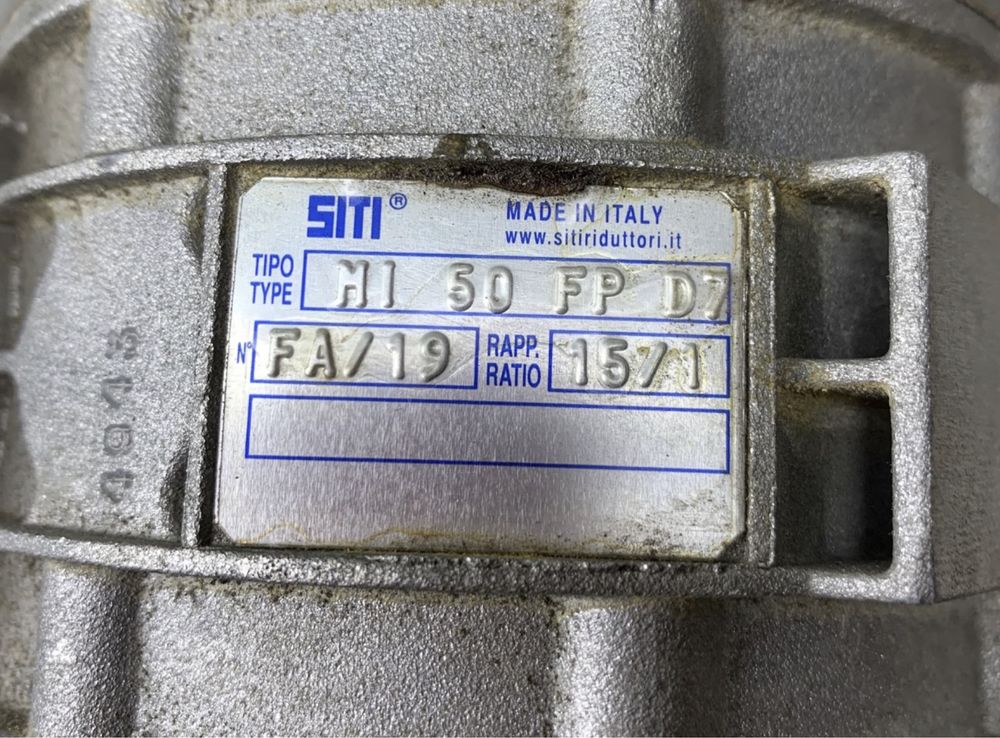 SITI®
MADE IN ITALY
www.sitiriduttori.it
TIPO
TYPE
MI 50 FP D7
N°
FA/19
RAPP.
RATIO
15/1
49443